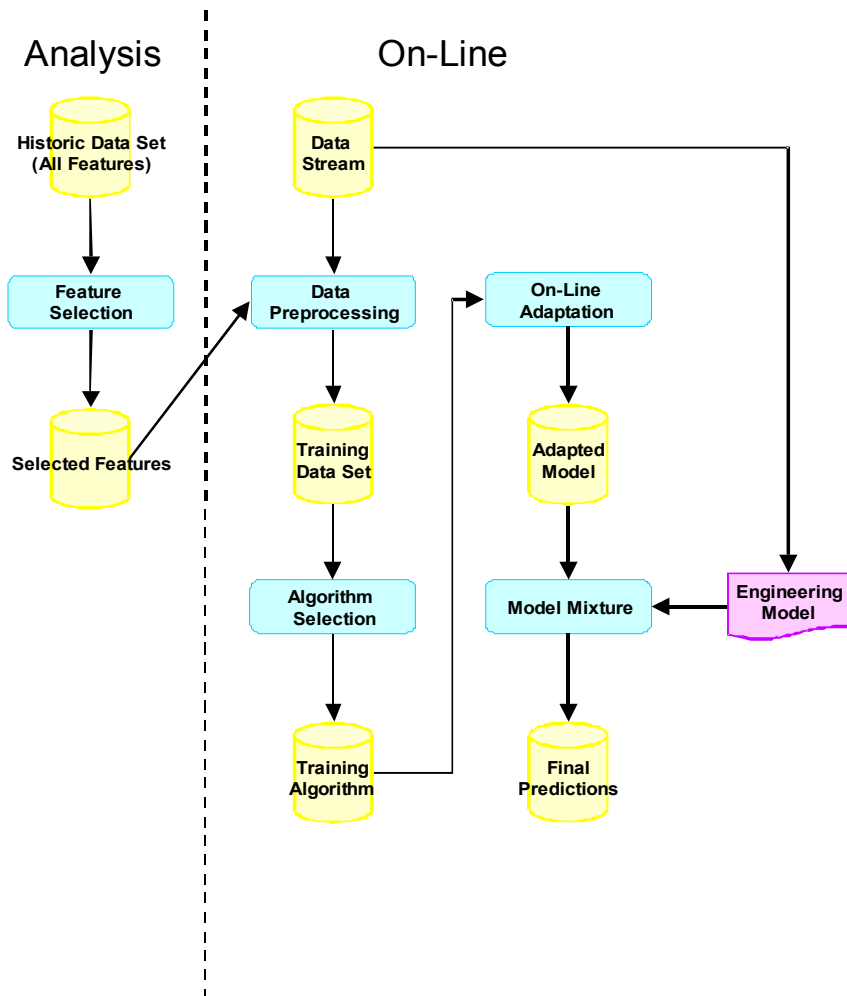 Analysis
On-Line
Historic Data Set
(All Features)
Feature
Selection
Selected Features
Data
Stream
Data
Preprocessing
Training
Data Set
Algorithm
Selection
Training
Algorithm
On-Line
Adaptation
Adapted
Model
Model Mixture
Final
Predictions
Engineering
Model